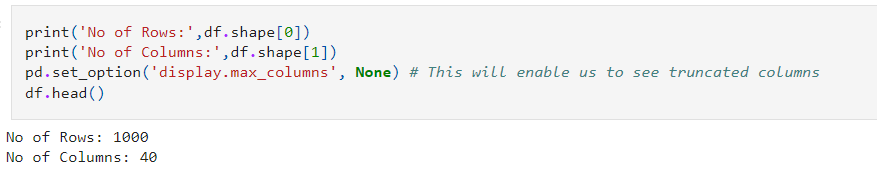 print('No of Rows:',df.shape[0])
print('No of Columns:',df.shape[1])
pd.set_option('display.max_columns', None) # This will enable us to see truncated columns
df.head()
No of Rows: 1000
No of Columns: 40